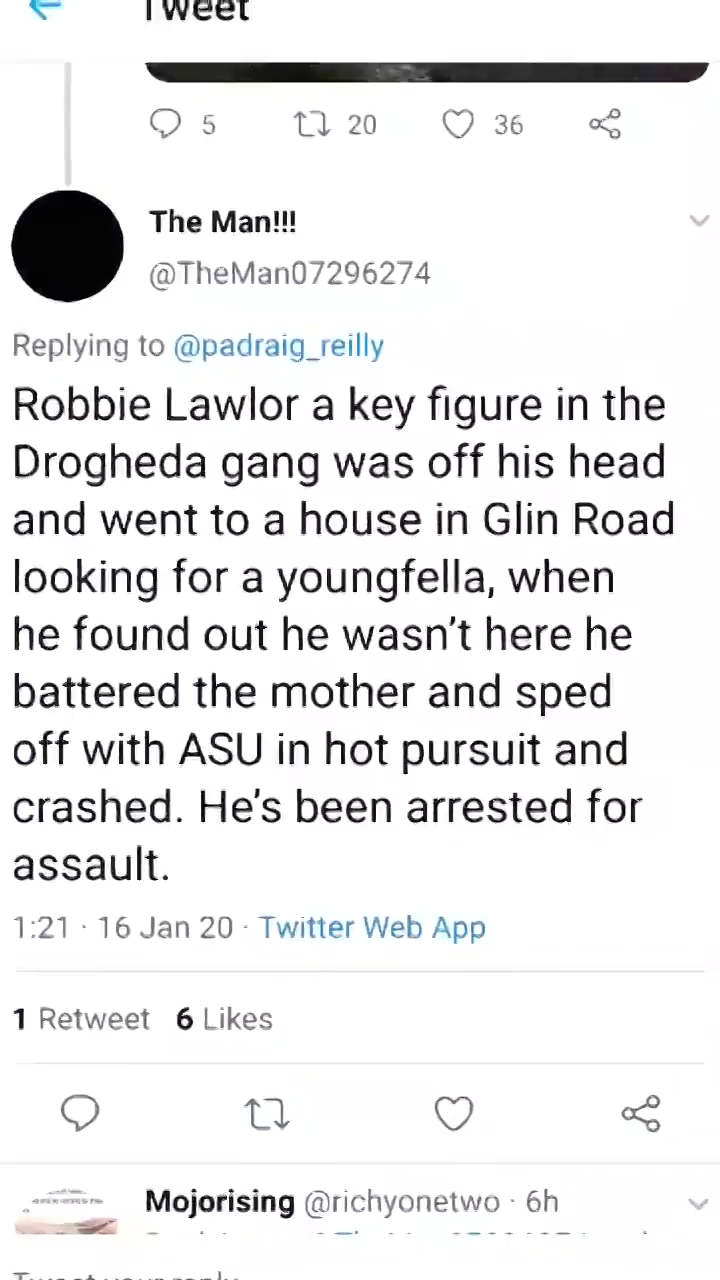 Tweet
5 20 36
The Man!!!
@TheMan07296274
Replying to @padraig_reilly
Robbie Lawlor a key figure in the
Drogheda gang was off his head
and went to a house in Glin Road
looking for a youngfella, when
he found out he wasn't here he
battered the mother and sped
off with ASU in hot pursuit and
crashed. He's been arrested for
assault.
1:21 · 16 Jan 20 · Twitter Web App
1 Retweet 6 Likes
Mojorising @richyonetwo · 6h
Tweet your reply